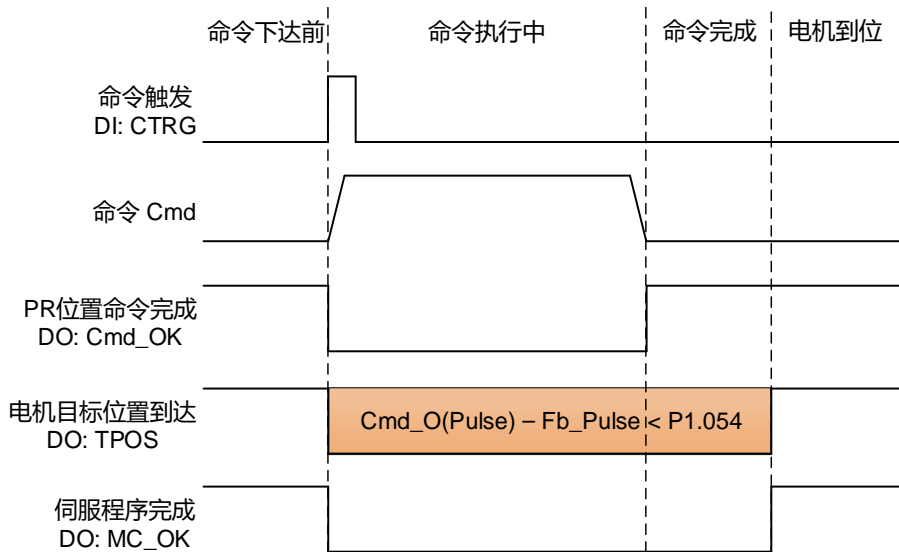 命令下达前 命令执行中 命令完成 电机到位
命令触发
DI: CTRG
命令 Cmd
PR位置命令完成
DO: Cmd_OK
电机目标位置到达
DO: TPOS
Cmd_O(Pulse) – Fb_Pulse < P1.054
伺服程序完成
DO: MC_OK